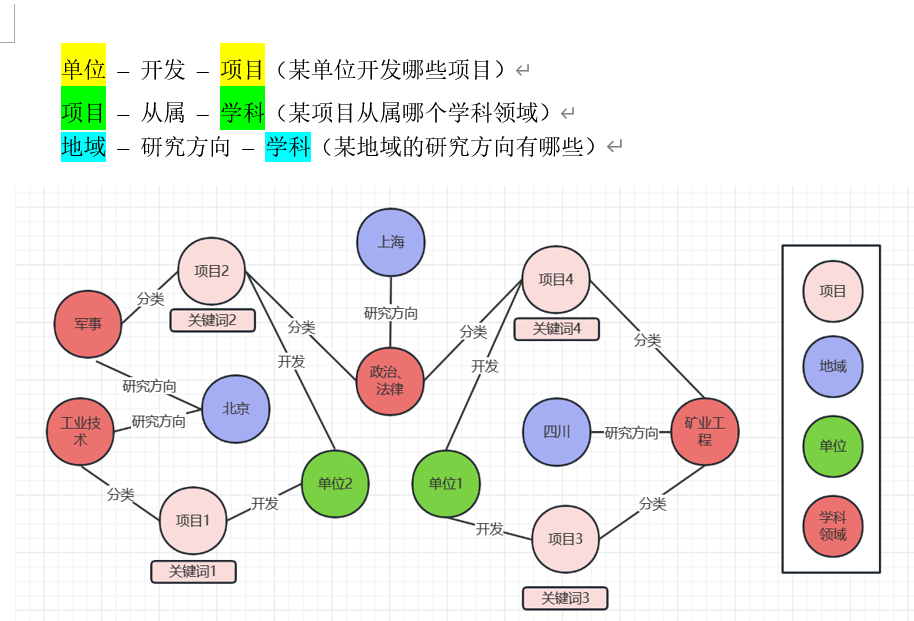 单位 – 开发 – 项目（某单位开发哪些项目）
项目 – 从属 – 学科（某项目从属哪个学科领域）
地域 – 研究方向 – 学科（某地域的研究方向有哪些）
上海
项目2
项目4
项目
分类
关键词2
研究方向
关键词4
军事
分类
分类
分类
开发
政治、
法律
开发
地域
研究方向
北京
工业技
术
研究方向
四川
研究方向
矿业工
程
单位
单位2
单位1
分类
开发
分类
项目1
开发
项目3
学科
领域
关键词1
关键词3